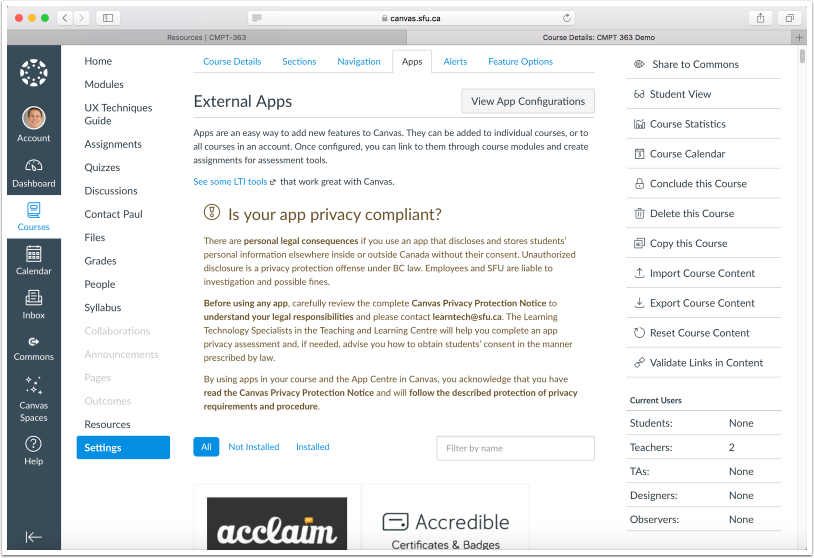 canvas.sfu.ca
Resources | CMPT-363
Course Details: CMPT 363 Demo
Account
Dashboard
Courses
Calendar
Inbox
Commons
Canvas
Spaces
Help
Home
Modules
UX Techniques
Guide
Assignments
Quizzes
Discussions
Contact Paul
Files
Grades
People
Syllabus
Collaborations
Announcements
Pages
Outcomes
Resources
Settings
Course Details
Sections
Navigation
Apps
Alerts
Feature Options
External Apps
View App Configurations
Apps are an easy way to add new features to Canvas. They can be added to individual courses, or to
all courses in an account. Once configured, you can link to them through course modules and create
assignments for assessment tools.
See some LTI tools that work great with Canvas.
Is your app privacy compliant?
There are personal legal consequences if you use an app that discloses and stores students'
personal information elsewhere inside or outside Canada without their consent. Unauthorized
disclosure is a privacy protection offense under BC law. Employees and SFU are liable to
investigation and possible fines.
Before using any app, carefully review the complete Canvas Privacy Protection Notice to
understand your legal responsibilities and please contact learntech@sfu.ca. The Learning
Technology Specialists in the Teaching and Learning Centre will help you complete an app
privacy assessment and, if needed, advise you how to obtain students' consent in the manner
prescribed by law.
By using apps in your course and the App Centre in Canvas, you acknowledge that you have
read the Canvas Privacy Protection Notice and will follow the described protection of privacy
requirements and procedure.
All
Not Installed
Installed
Filter by name
acclaim
Accredible
Certificates & Badges
Share to Commons
Student View
Course Statistics
Course Calendar
Conclude this Course
Delete this Course
Copy this Course
Import Course Content
Export Course Content
Reset Course Content
Validate Links in Content
Current Users
Students: None
Teachers: 2
TAs: None
Designers: None
Observers: None